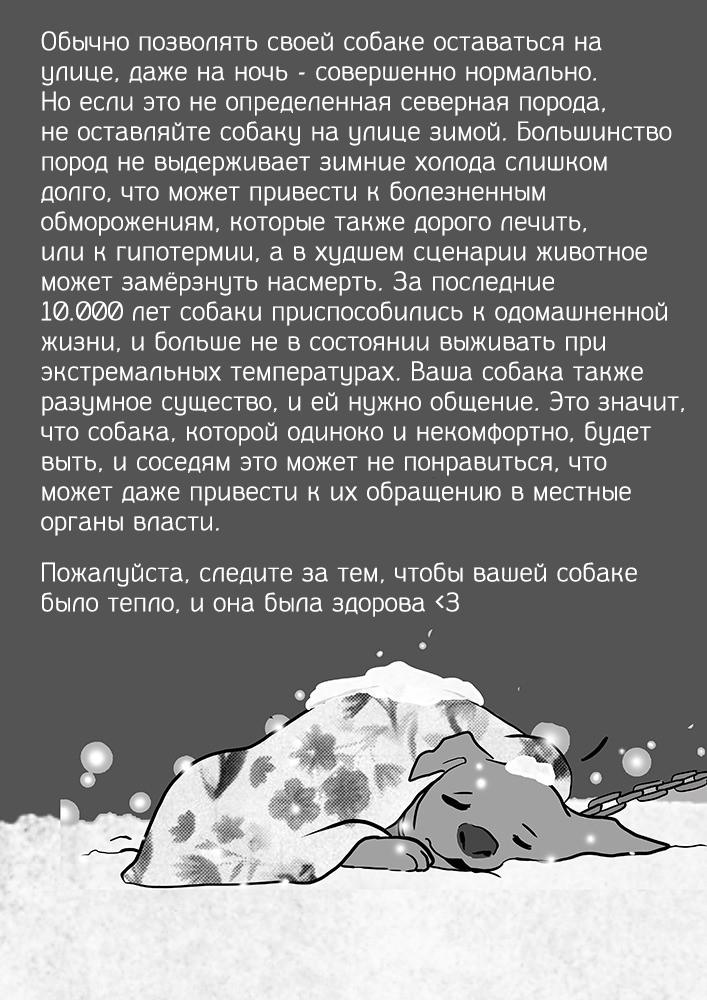 Обычно позволять своей собаке оставаться на
улице, даже на ночь - совершенно нормально.
Но если это не определенная северная порода,
не оставляйте собаку на улице зимой. Большинство
пород не выдерживает зимние холода слишком
долго, что может привести к болезненным
обморожениям, которые также дорого лечить,
или к гипотермии, а в худшем сценарии животное
может замёрзнуть насмерть. За последние
10.000 лет собаки приспособились к одомашненной
жизни, и больше не в состоянии выживать при
экстремальных температурах. Ваша собака также
разумное существо, и ей нужно общение. Это значит,
что собака, которой одиноко и некомфортно, будет
выть, и соседям это может не понравиться, что
может даже привести к их обращению в местные
органы власти.
Пожалуйста, следите за тем, чтобы вашей собаке
было тепло, и она была здорова <3